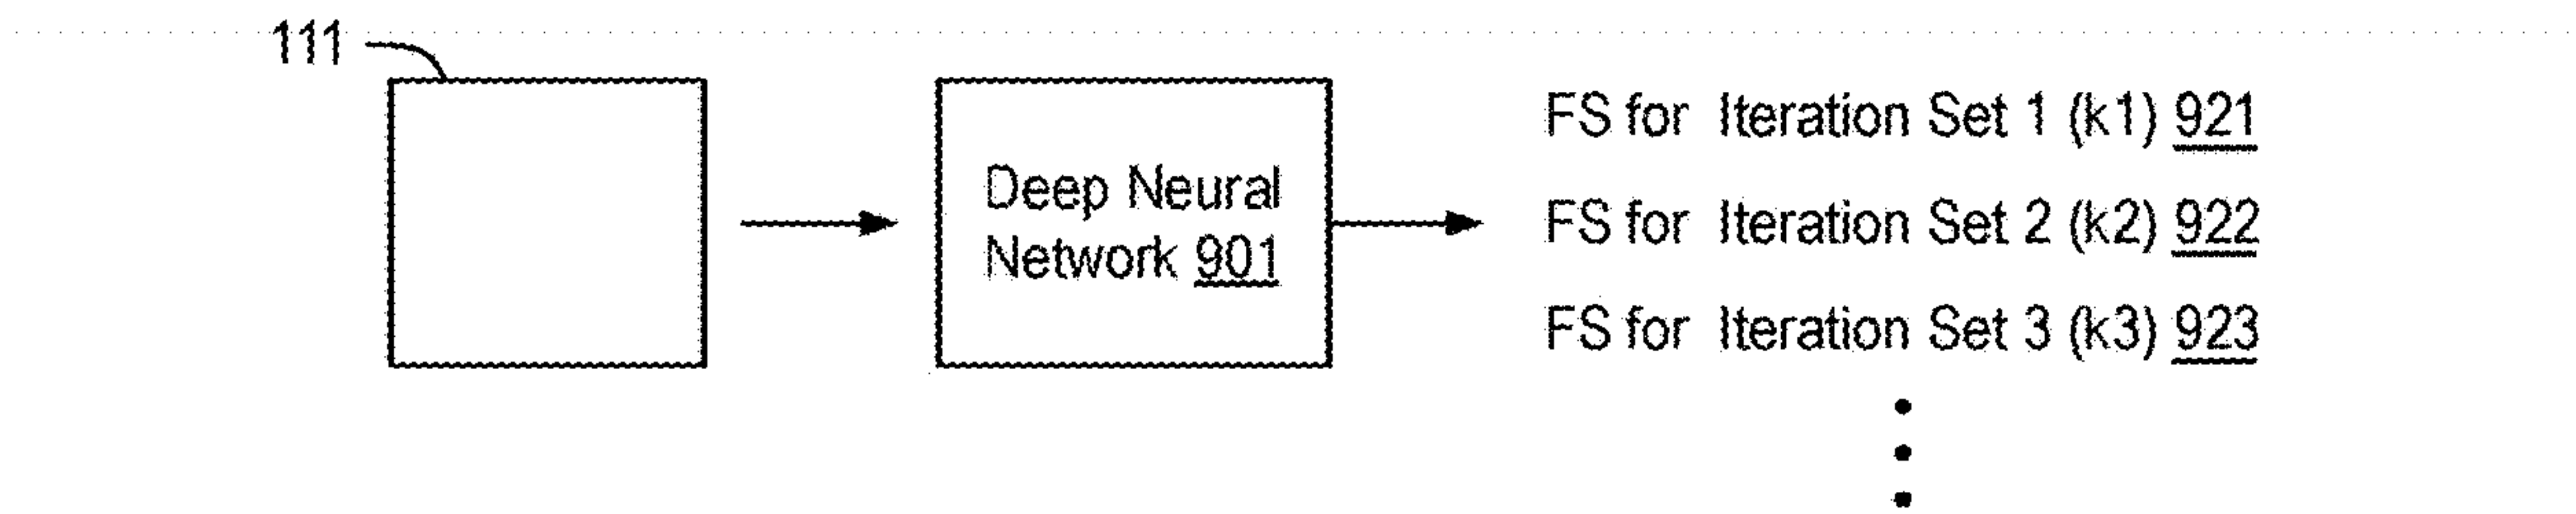 111
Deep Neural
Network 901
FS for Iteration Set 1 (k1) 921
FS for Iteration Set 2 (k2) 922
FS for Iteration Set 3 (k3) 923